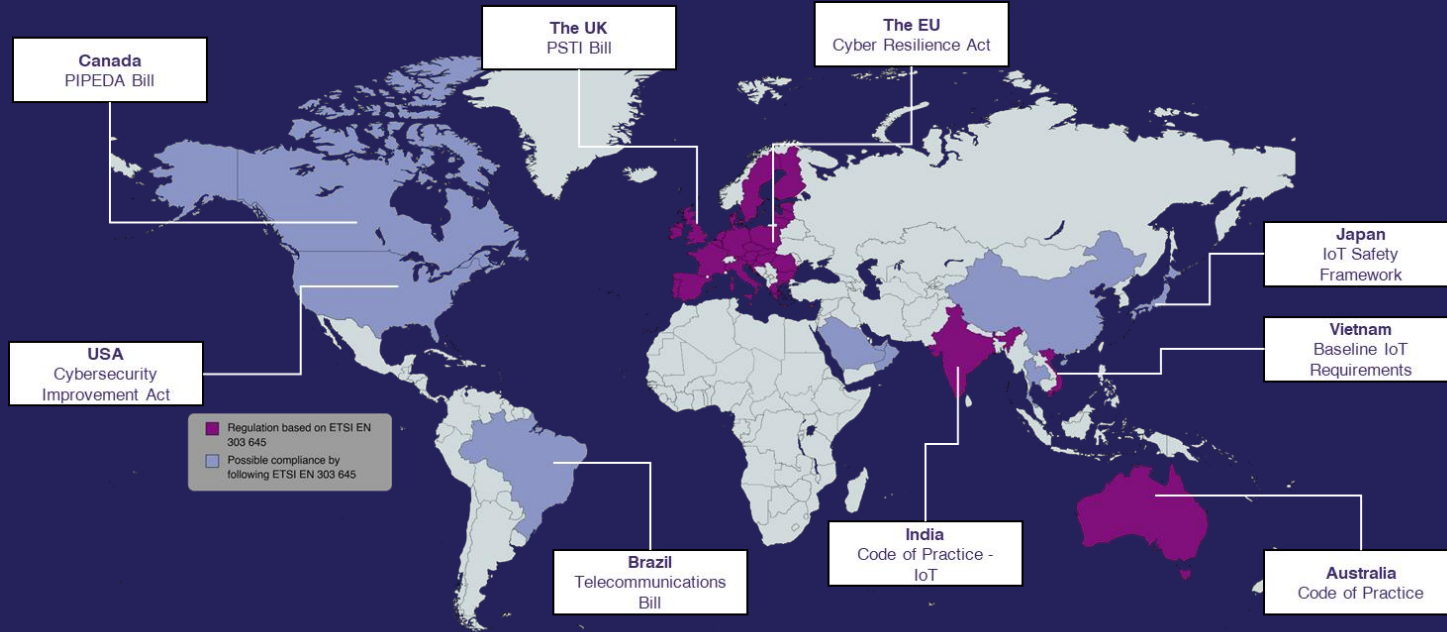 Canada
PIPEDA Bill
The UK
PSTI Bill
The EU
Cyber Resilience Act
Japan
IoT Safety
Framework
Vietnam
Baseline IoT
Requirements
USA
Cybersecurity
Improvement Act
Regulation based on ETSI EN
303 645
Possible compliance by
following ETSI EN 303 645
Brazil
Telecommunications
Bill
India
Code of Practice -
IoT
Australia
Code of Practice